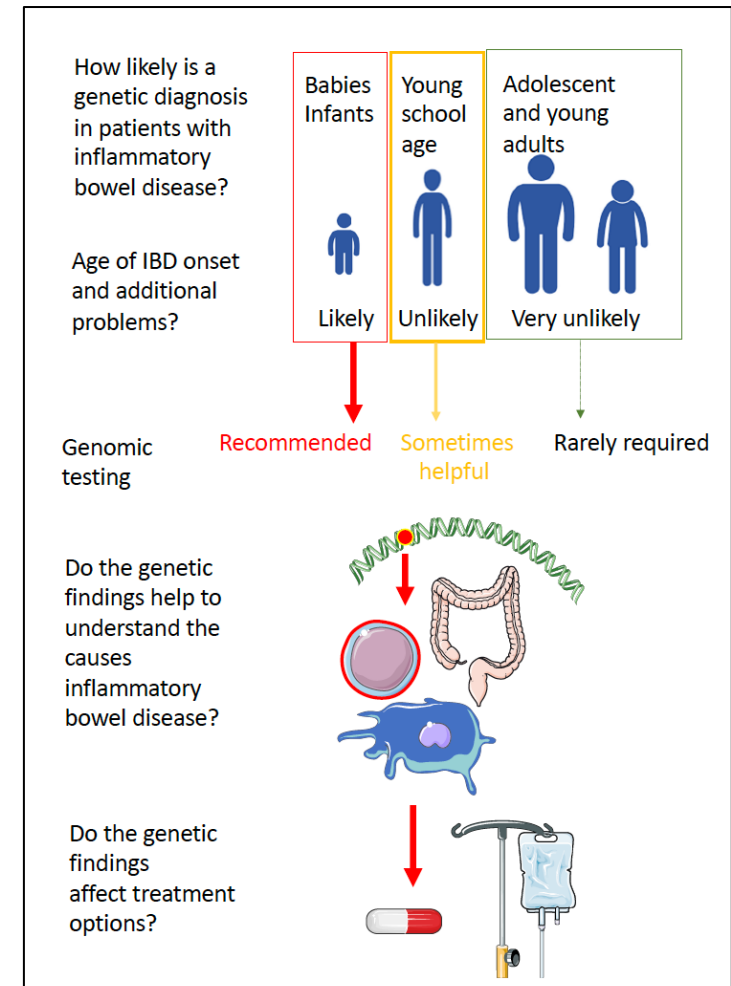 How likely is a
genetic diagnosis
in patients with
inflammatory
bowel disease?
Babies
Infants
Young
school
age
Adolescent
and young
adults
Age of IBD onset
and additional
problems?
Likely
Unlikely
Very unlikely
Genomic
testing
Recommended
Sometimes
helpful
Rarely required
Do the genetic
findings help to
understand the
causes
inflammatory
bowel disease?
Do the genetic
findings
affect treatment
options?